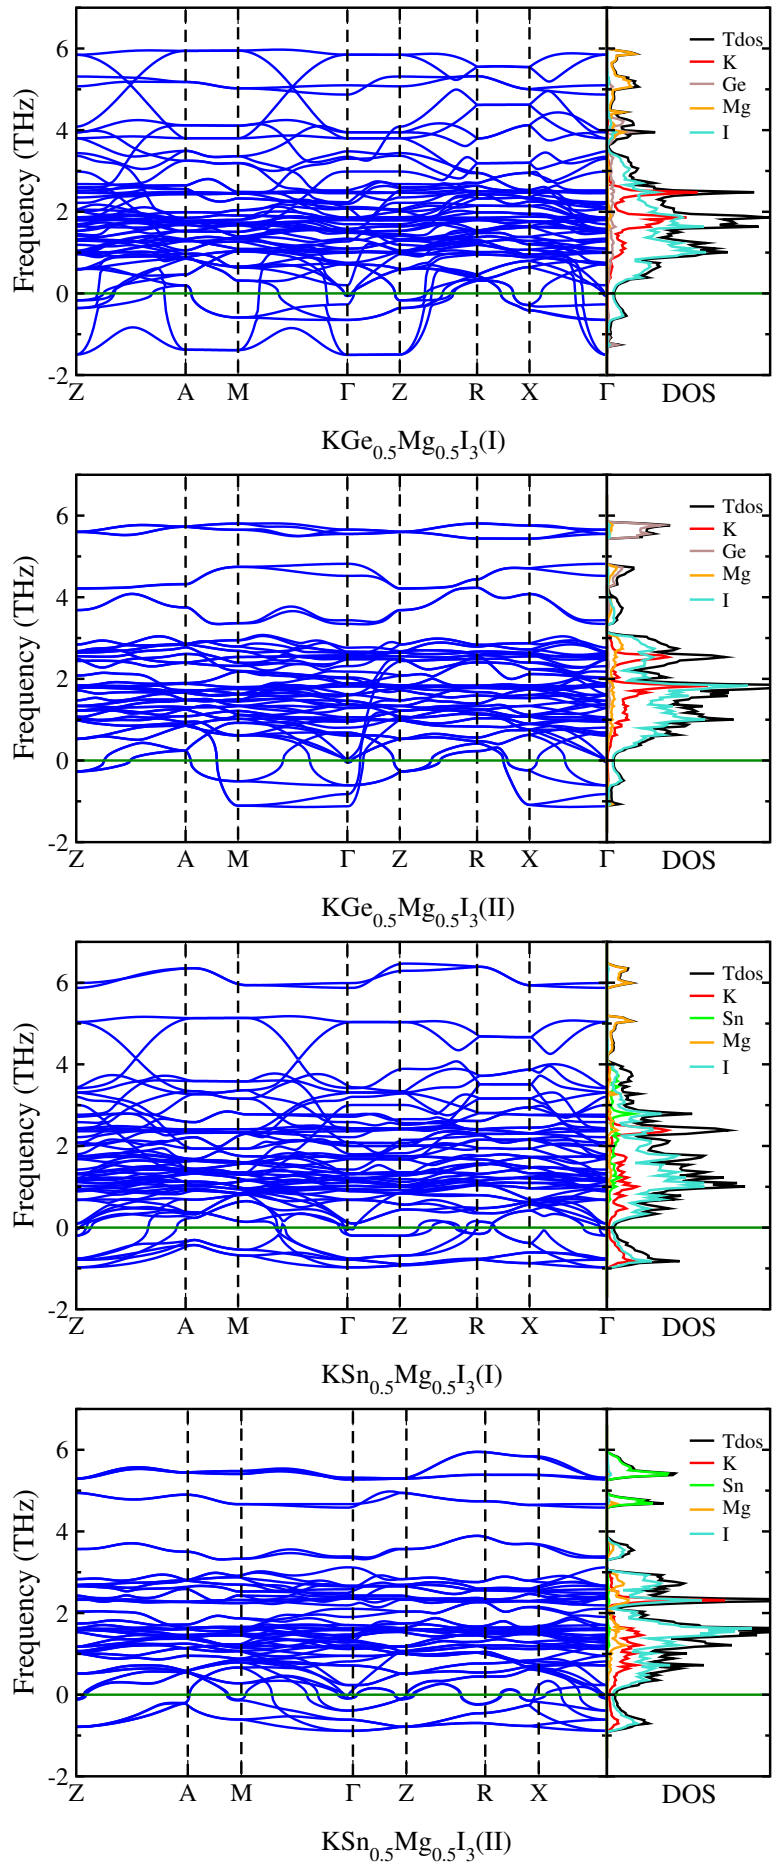 Frequency (THz)
6
4
2
0
-2
Z A M Γ Z R X Γ
DOS
Tdos
K
Ge
Mg
I
KGe0.5Mg0.5I3(I)
Frequency (THz)
6
4
2
0
-2
Z A M Γ Z R X Γ
DOS
Tdos
K
Ge
Mg
I
KGe0.5Mg0.5I3(II)
Frequency (THz)
6
4
2
0
-2
Z A M Γ Z R X Γ
DOS
Tdos
K
Sn
Mg
I
KSn0.5Mg0.5I3(I)
Frequency (THz)
6
4
2
0
-2
Z A M Γ Z R X
DOS
Tdos
K
Sn
Mg
I
KSn0.5Mg0.5I3(II)